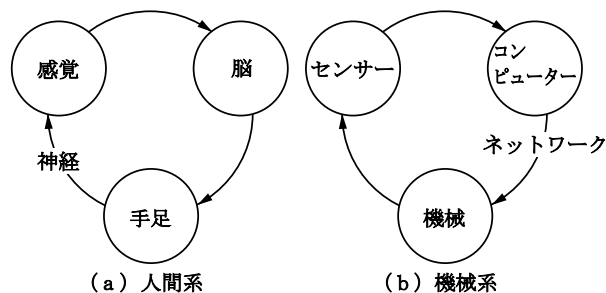 感覚
脳
神経
手足
(a)人間系
センサー
コン
ピューター
ネットワーク
機械
(b)機械系